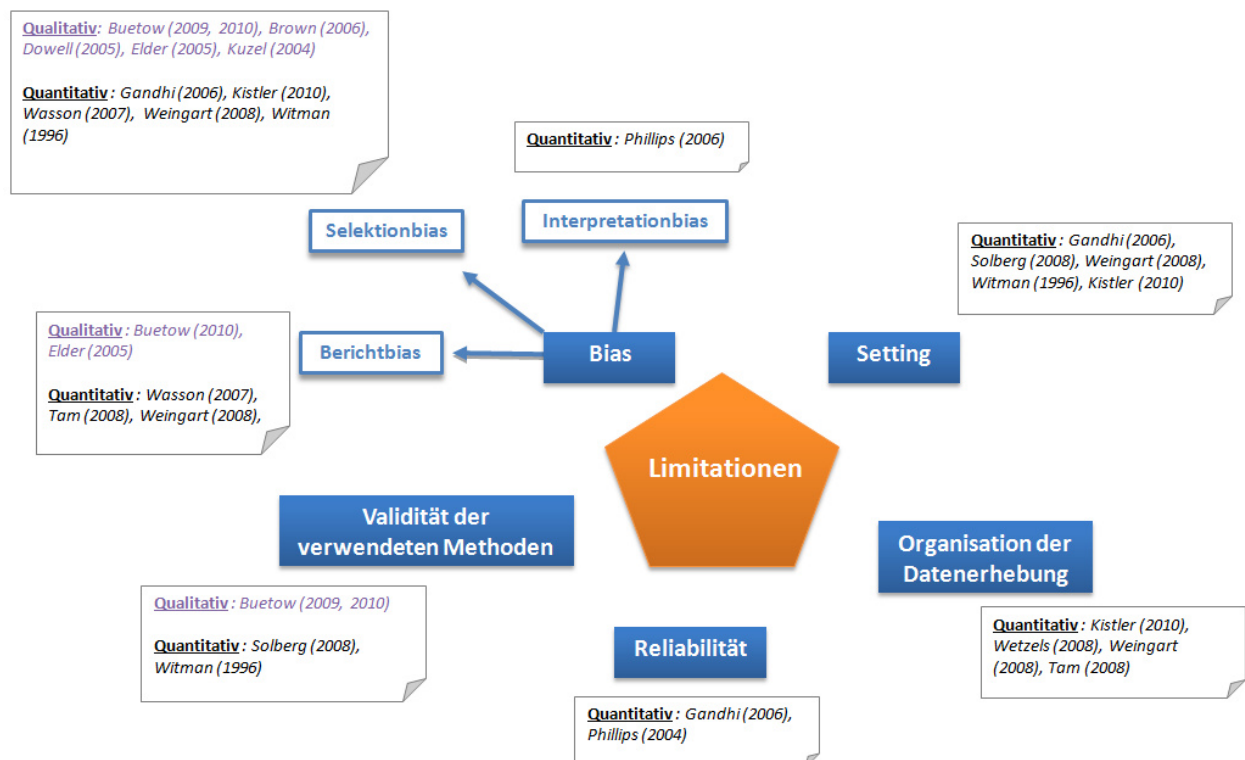 Qualitativ: Buetow (2009, 2010), Brown (2006),
Dowell (2005), Elder (2005), Kuzel (2004)
Quantitativ: Gandhi (2006), Kistler (2010),
Wasson (2007), Weingart (2008), Witman
(1996)
Quantitativ: Phillips (2006)
Selektionbias
Interpretationbias
Quantitativ: Gandhi (2006),
Solberg (2008), Weingart (2008),
Witman (1996), Kistler (2010)
Qualitativ: Buetow (2010),
Elder (2005)
Quantitativ: Wasson (2007),
Tam (2008), Weingart (2008),
Berichtbias
Bias
Setting
Limitationen
Validität der
verwendeten Methoden
Organisation der
Datenerhebung
Qualitativ: Buetow (2009, 2010)
Quantitativ: Solberg (2008),
Witman (1996)
Reliabilität
Quantitativ: Kistler (2010),
Wetzels (2008), Weingart
(2008), Tam (2008)
Quantitativ: Gandhi (2006),
Phillips (2004)